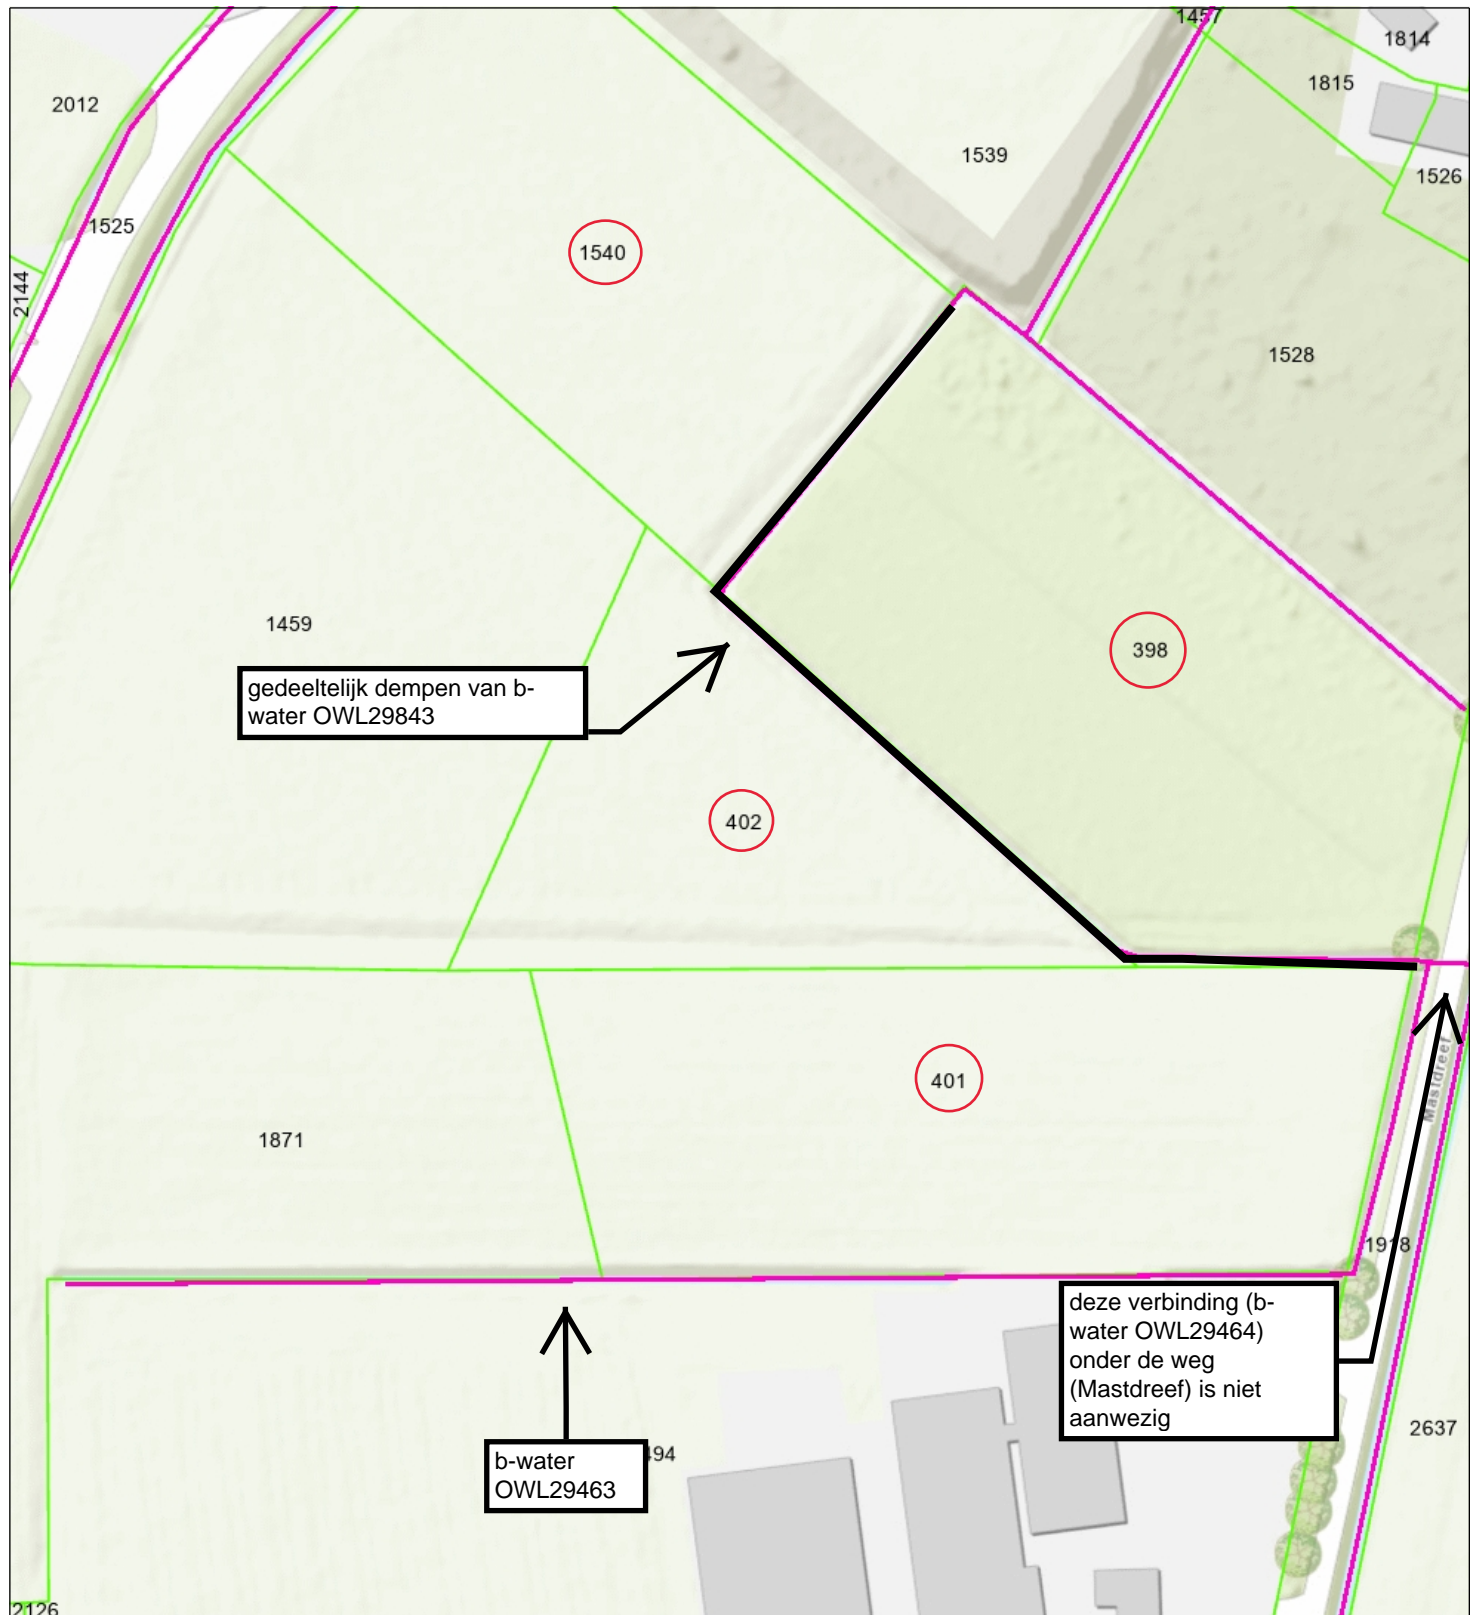 1457
1814
1815
2012
1539
1526
1525
1540
2144
1528
1459
398
gedeeltelijk dempen van b-
water OWL29843
402
401
Mastdreef
1871
1918
deze verbinding (b-
water OWL29464)
onder de weg
(Mastdreef) is niet
aanwezig
2637
b-water
OWL29463
494
2126